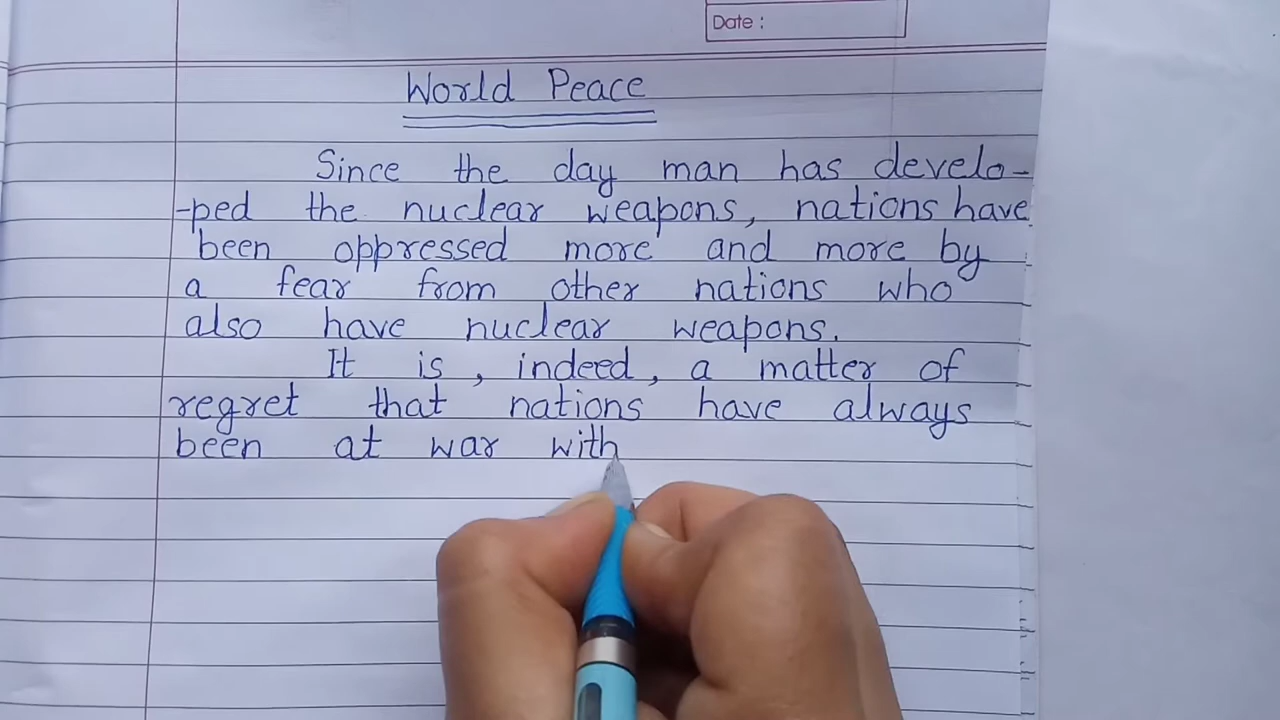 Date :
World Peace
Since the day man has develo-
-ped the nuclear weapons, nations have
been oppressed more and more by
a fear from other nations who
also have nuclear weapons.
It is, indeed, a matter of
regret that nations have always
been at war with